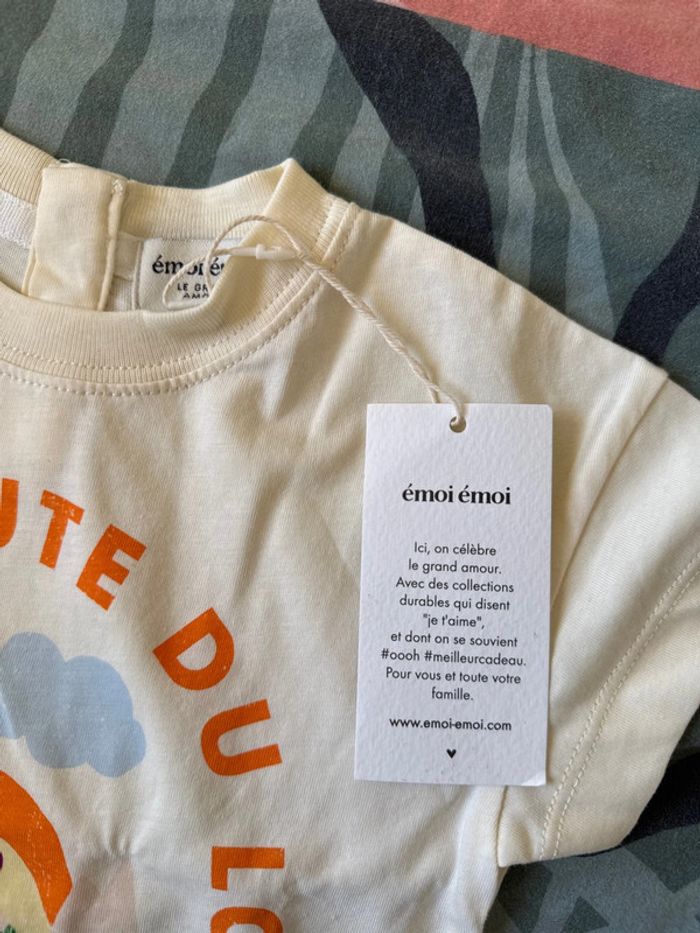 LE
émoi émoi
Ici, on célèbre
le grand amour.
Avec des collections
durables qui disent
"je t'aime",
et dont on se souvient
#oooh #meilleurcadeau.
Pour vous et toute votre
famille.
www.emoi-emoi.com
DU